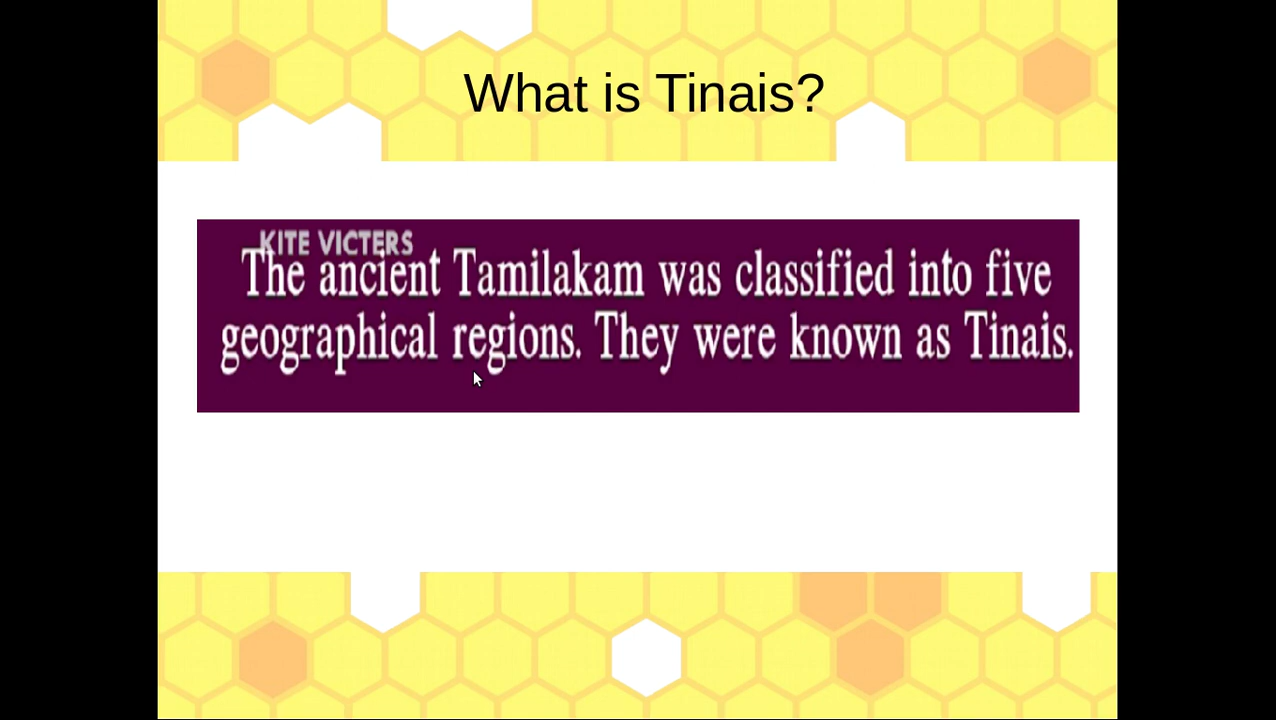 What is Tinais?
KITE VICTERS
The ancient Tamilakam was classified into five
geographical regions. They were known as Tinais.